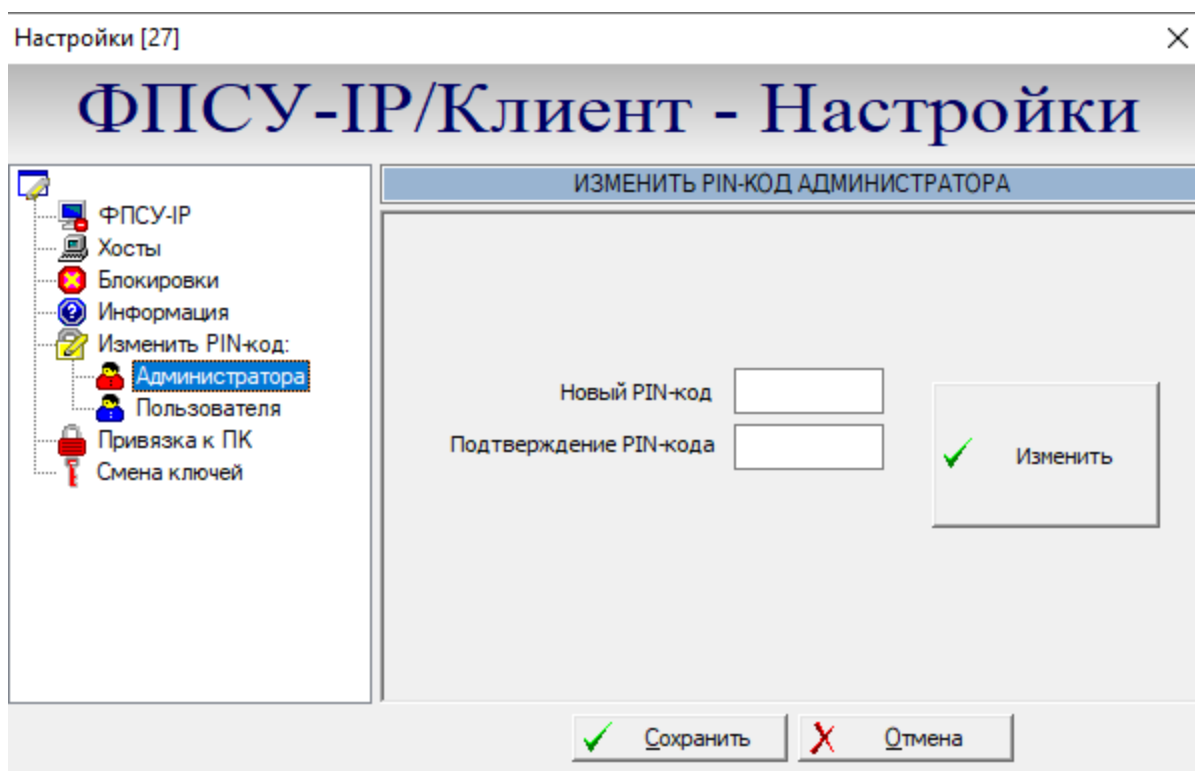 Настройки [27]
ФПСУ-IP/Клиент - Настройки
ФПСУ-IP
Хосты
Блокировки
Информация
Изменить PIN-код:
Администратора
Пользователя
Привязка к ПК
Смена ключей
ИЗМЕНИТЬ PIN-КОД АДМИНИСТРАТОРА
Новый PIN-код
Подтверждение PIN-кода
Изменить
Сохранить
Отмена